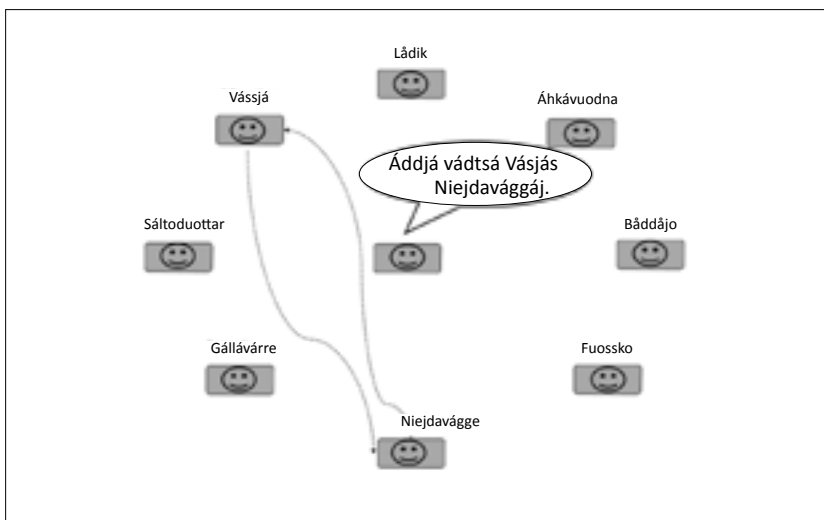 Lådik
Vássjá
Áhkávuodna
Áddjá vádtsá Vásjás
Niejdavággáj.
Sáltoduottar
Båddåjo
Gállávárre
Fuossko
Niejdavágge